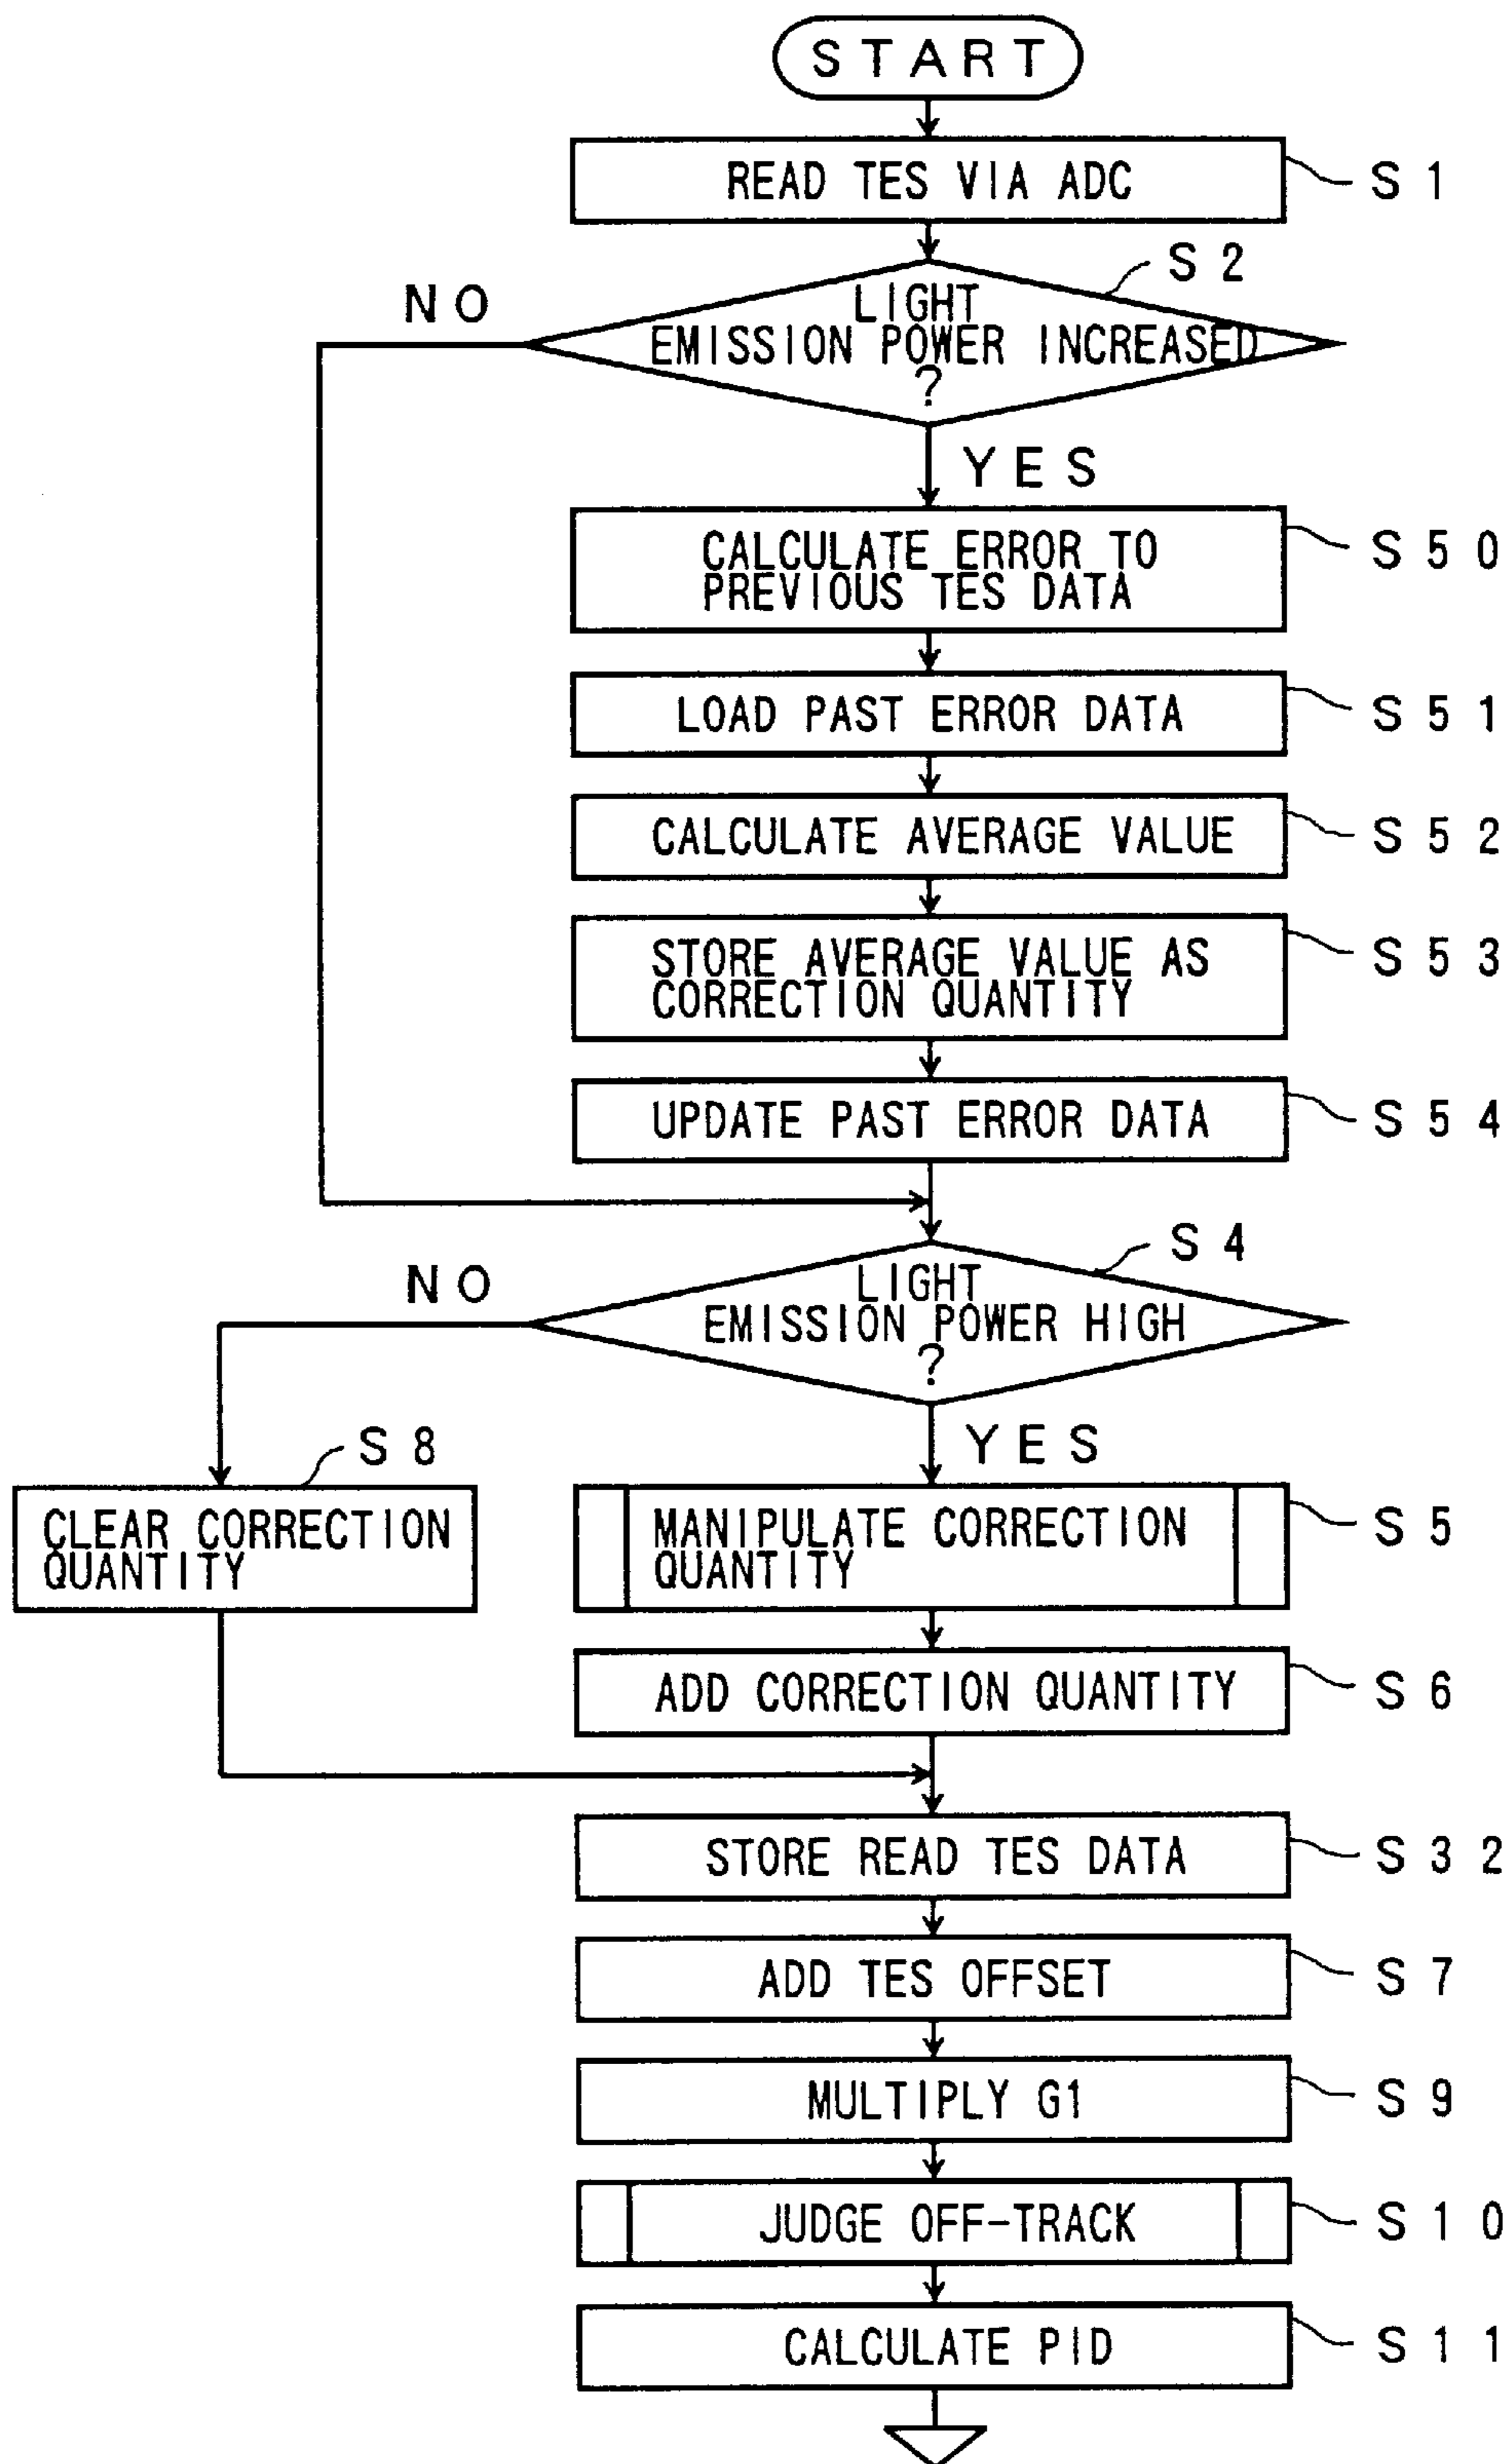 START
READ TES VIA ADC
S1
S2
NO
LIGHT
EMISSION POWER INCREASED
?
YES
CALCULATE ERROR TO
PREVIOUS TES DATA
S50
LOAD PAST ERROR DATA
S51
CALCULATE AVERAGE VALUE
S52
STORE AVERAGE VALUE AS
CORRECTION QUANTITY
S53
UPDATE PAST ERROR DATA
S54
S4
NO
LIGHT
EMISSION POWER HIGH
?
YES
S8
CLEAR CORRECTION
QUANTITY
MANIPULATE CORRECTION
QUANTITY
S5
ADD CORRECTION QUANTITY
S6
STORE READ TES DATA
S32
ADD TES OFFSET
S7
MULTIPLY G1
S9
JUDGE OFF-TRACK
S10
CALCULATE PID
S11